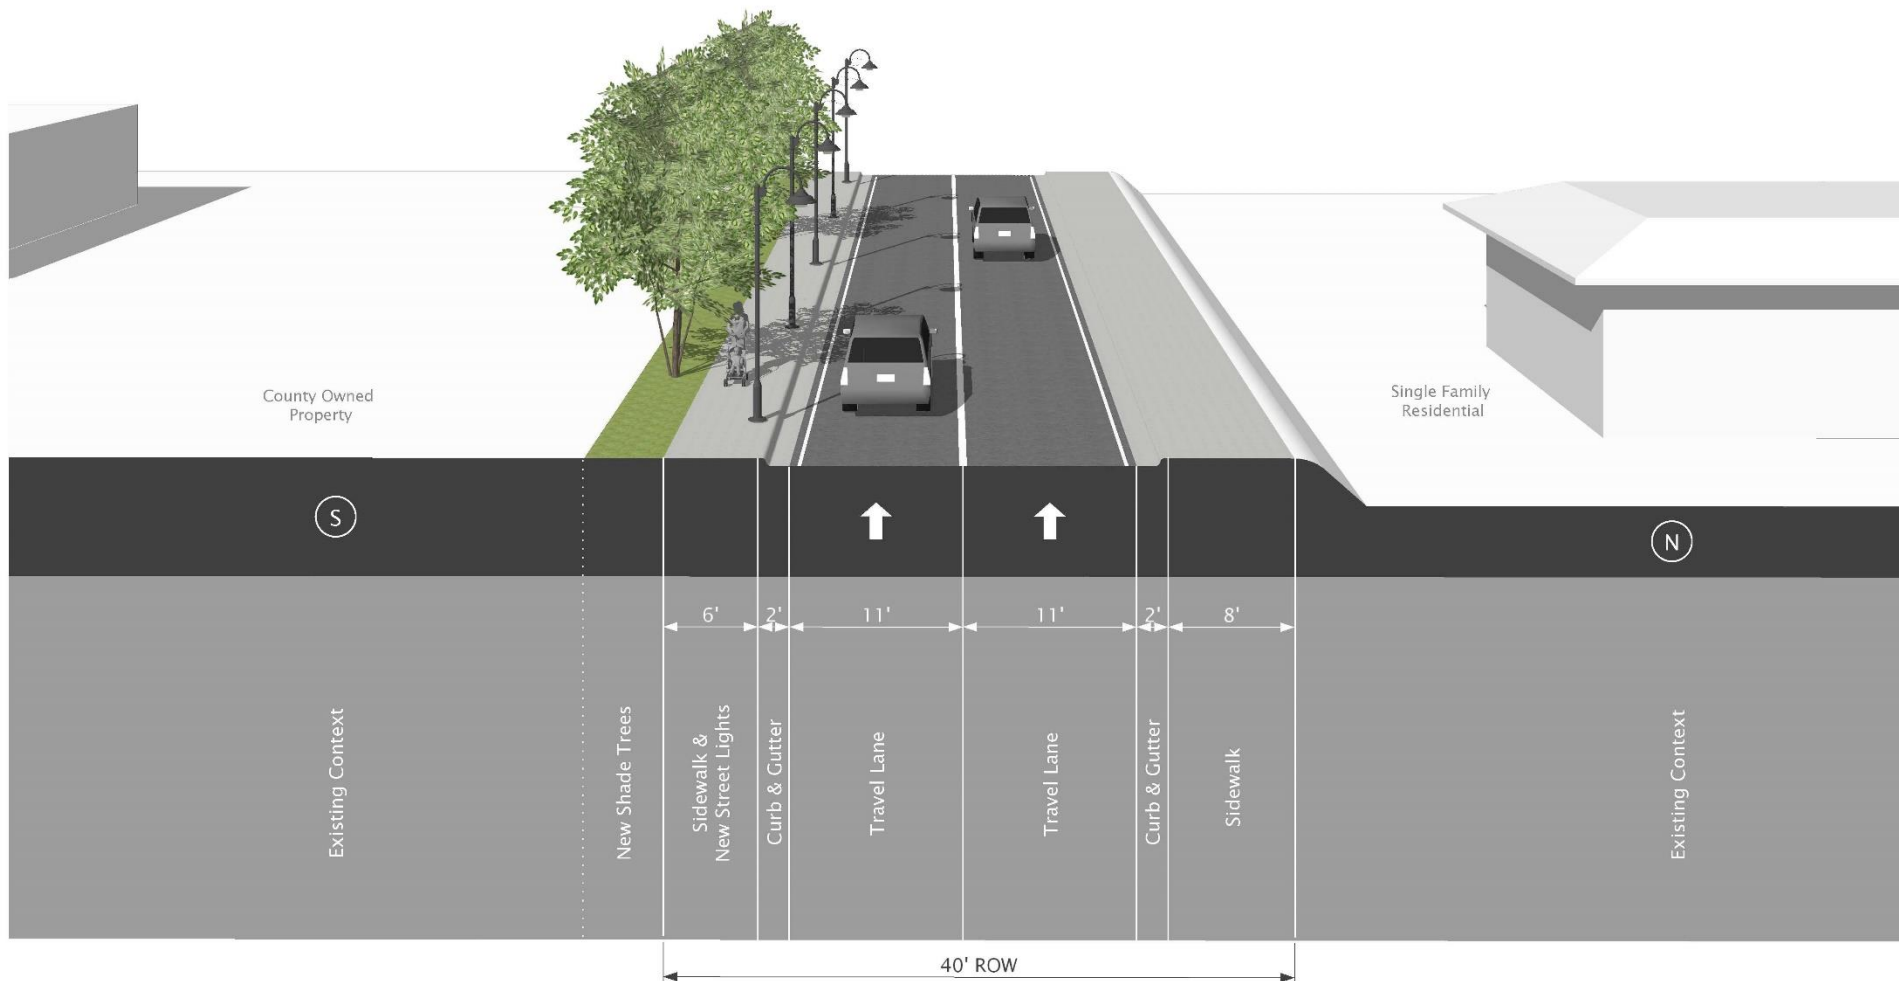 County Owned
Property
Single Family
Residential
S
N
6'
2'
11'
11'
2'
8'
Existing Context
New Shade Trees
Sidewalk &
New Street Lights
Curb & Gutter
Travel Lane
Travel Lane
Curb & Gutter
Sidewalk
Existing Context
40' ROW